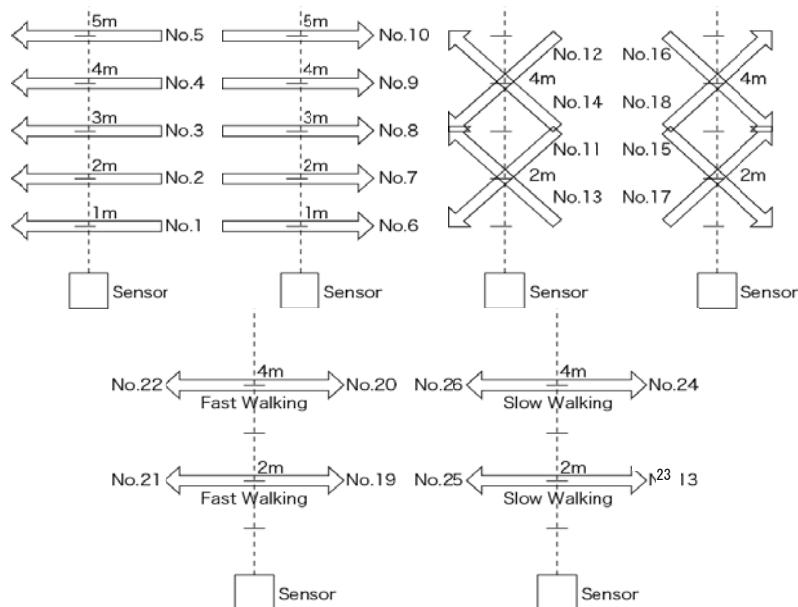 5m No.5 5m No.10
No.12 No.16
4m No.4 4m No.9 4m 4m
No.14 No.18
3m No.3 3m No.8
No.11 No.15
2m No.2 2m No.7 2m 2m
No.13 No.17
1m No.1 1m No.6
Sensor Sensor Sensor Sensor
4m 4m
No.22 No.20 No.26 No.24
Fast Walking Slow Walking
2m 2m
No.21 No.19 No.25 23 13
Fast Walking Slow Walking
Sensor Sensor